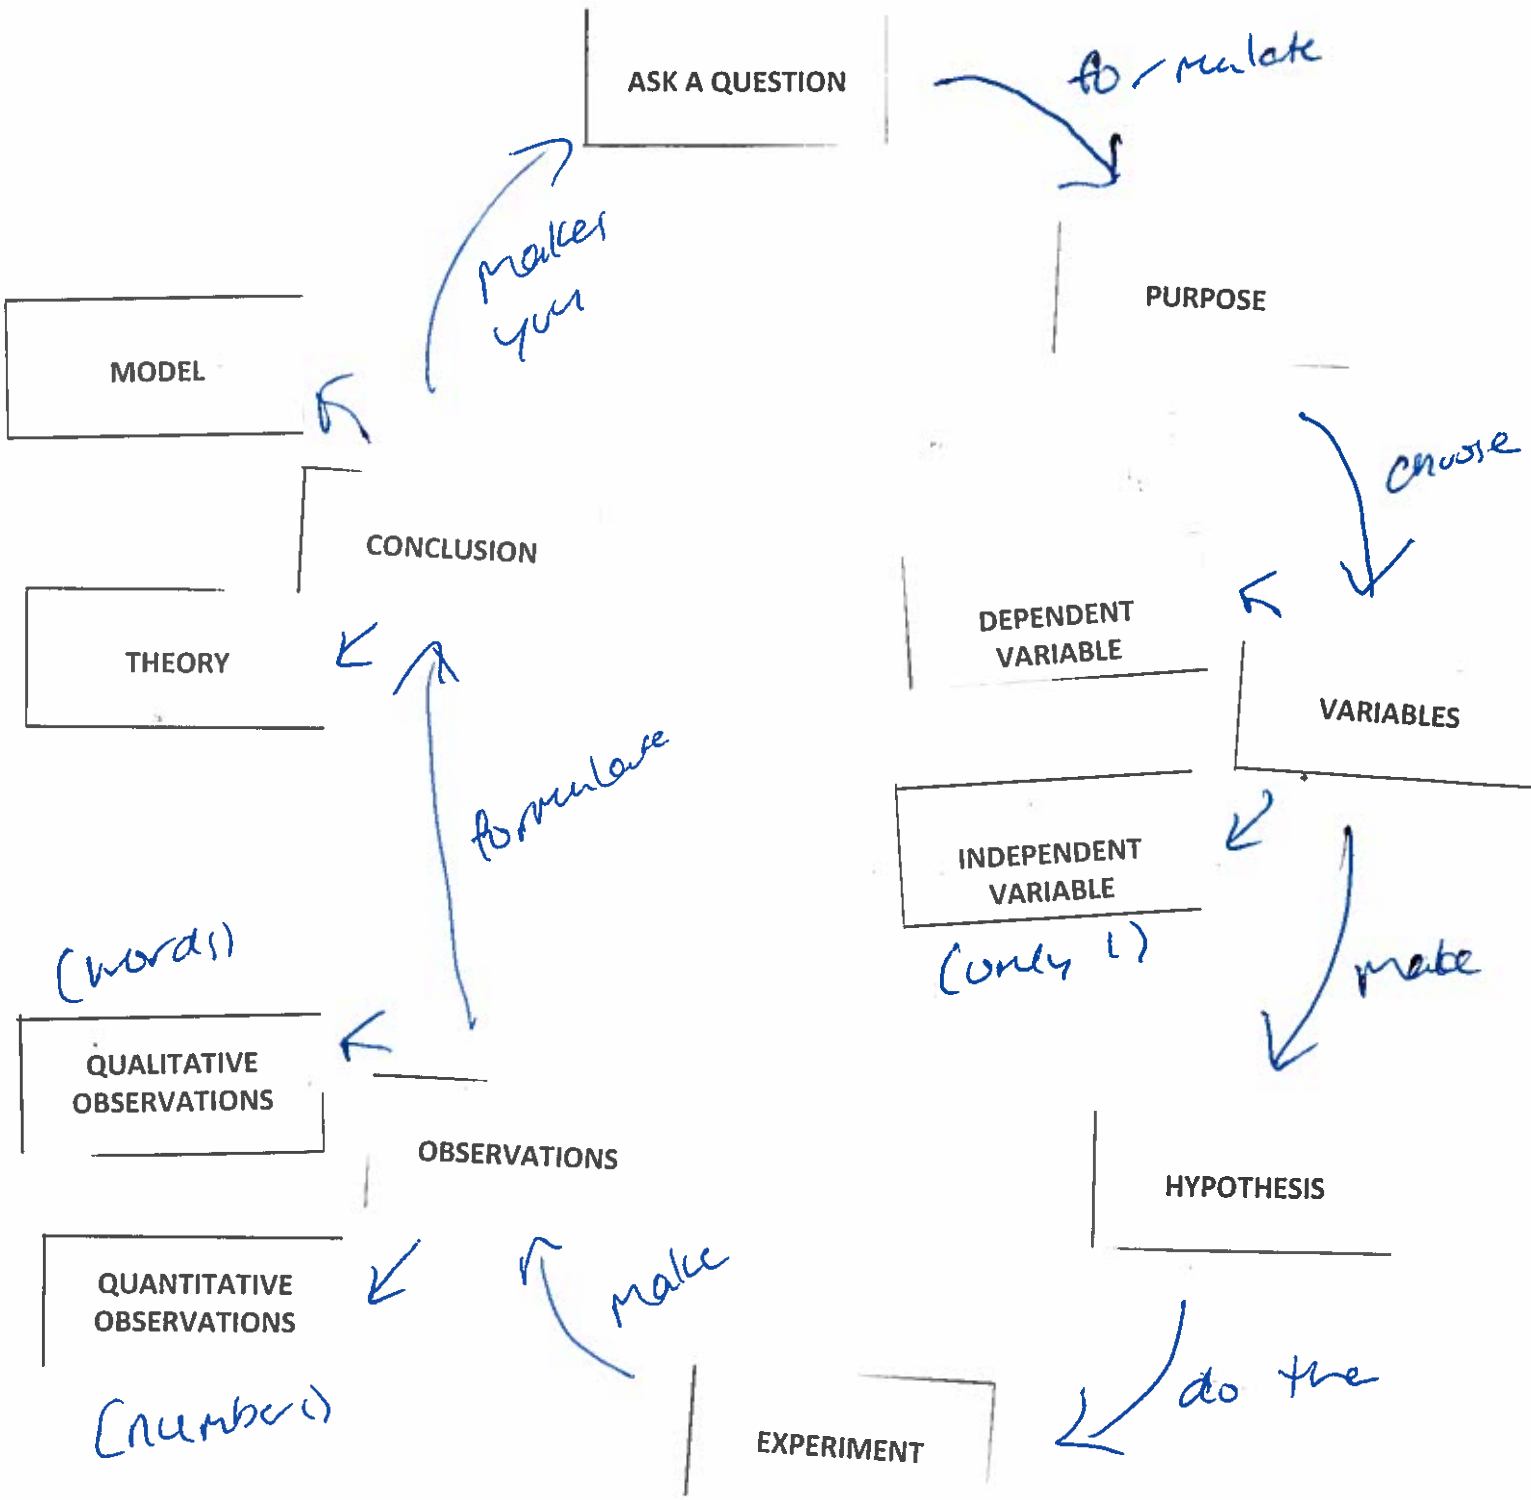 ASK A QUESTION
formulate
makes
you
PURPOSE
MODEL
choose
CONCLUSION
DEPENDENT
VARIABLE
THEORY
VARIABLES
formulate
INDEPENDENT
VARIABLE
(words)
(only 1)
make
QUALITATIVE
OBSERVATIONS
OBSERVATIONS
HYPOTHESIS
QUANTITATIVE
OBSERVATIONS
make
do the
(numbers)
EXPERIMENT